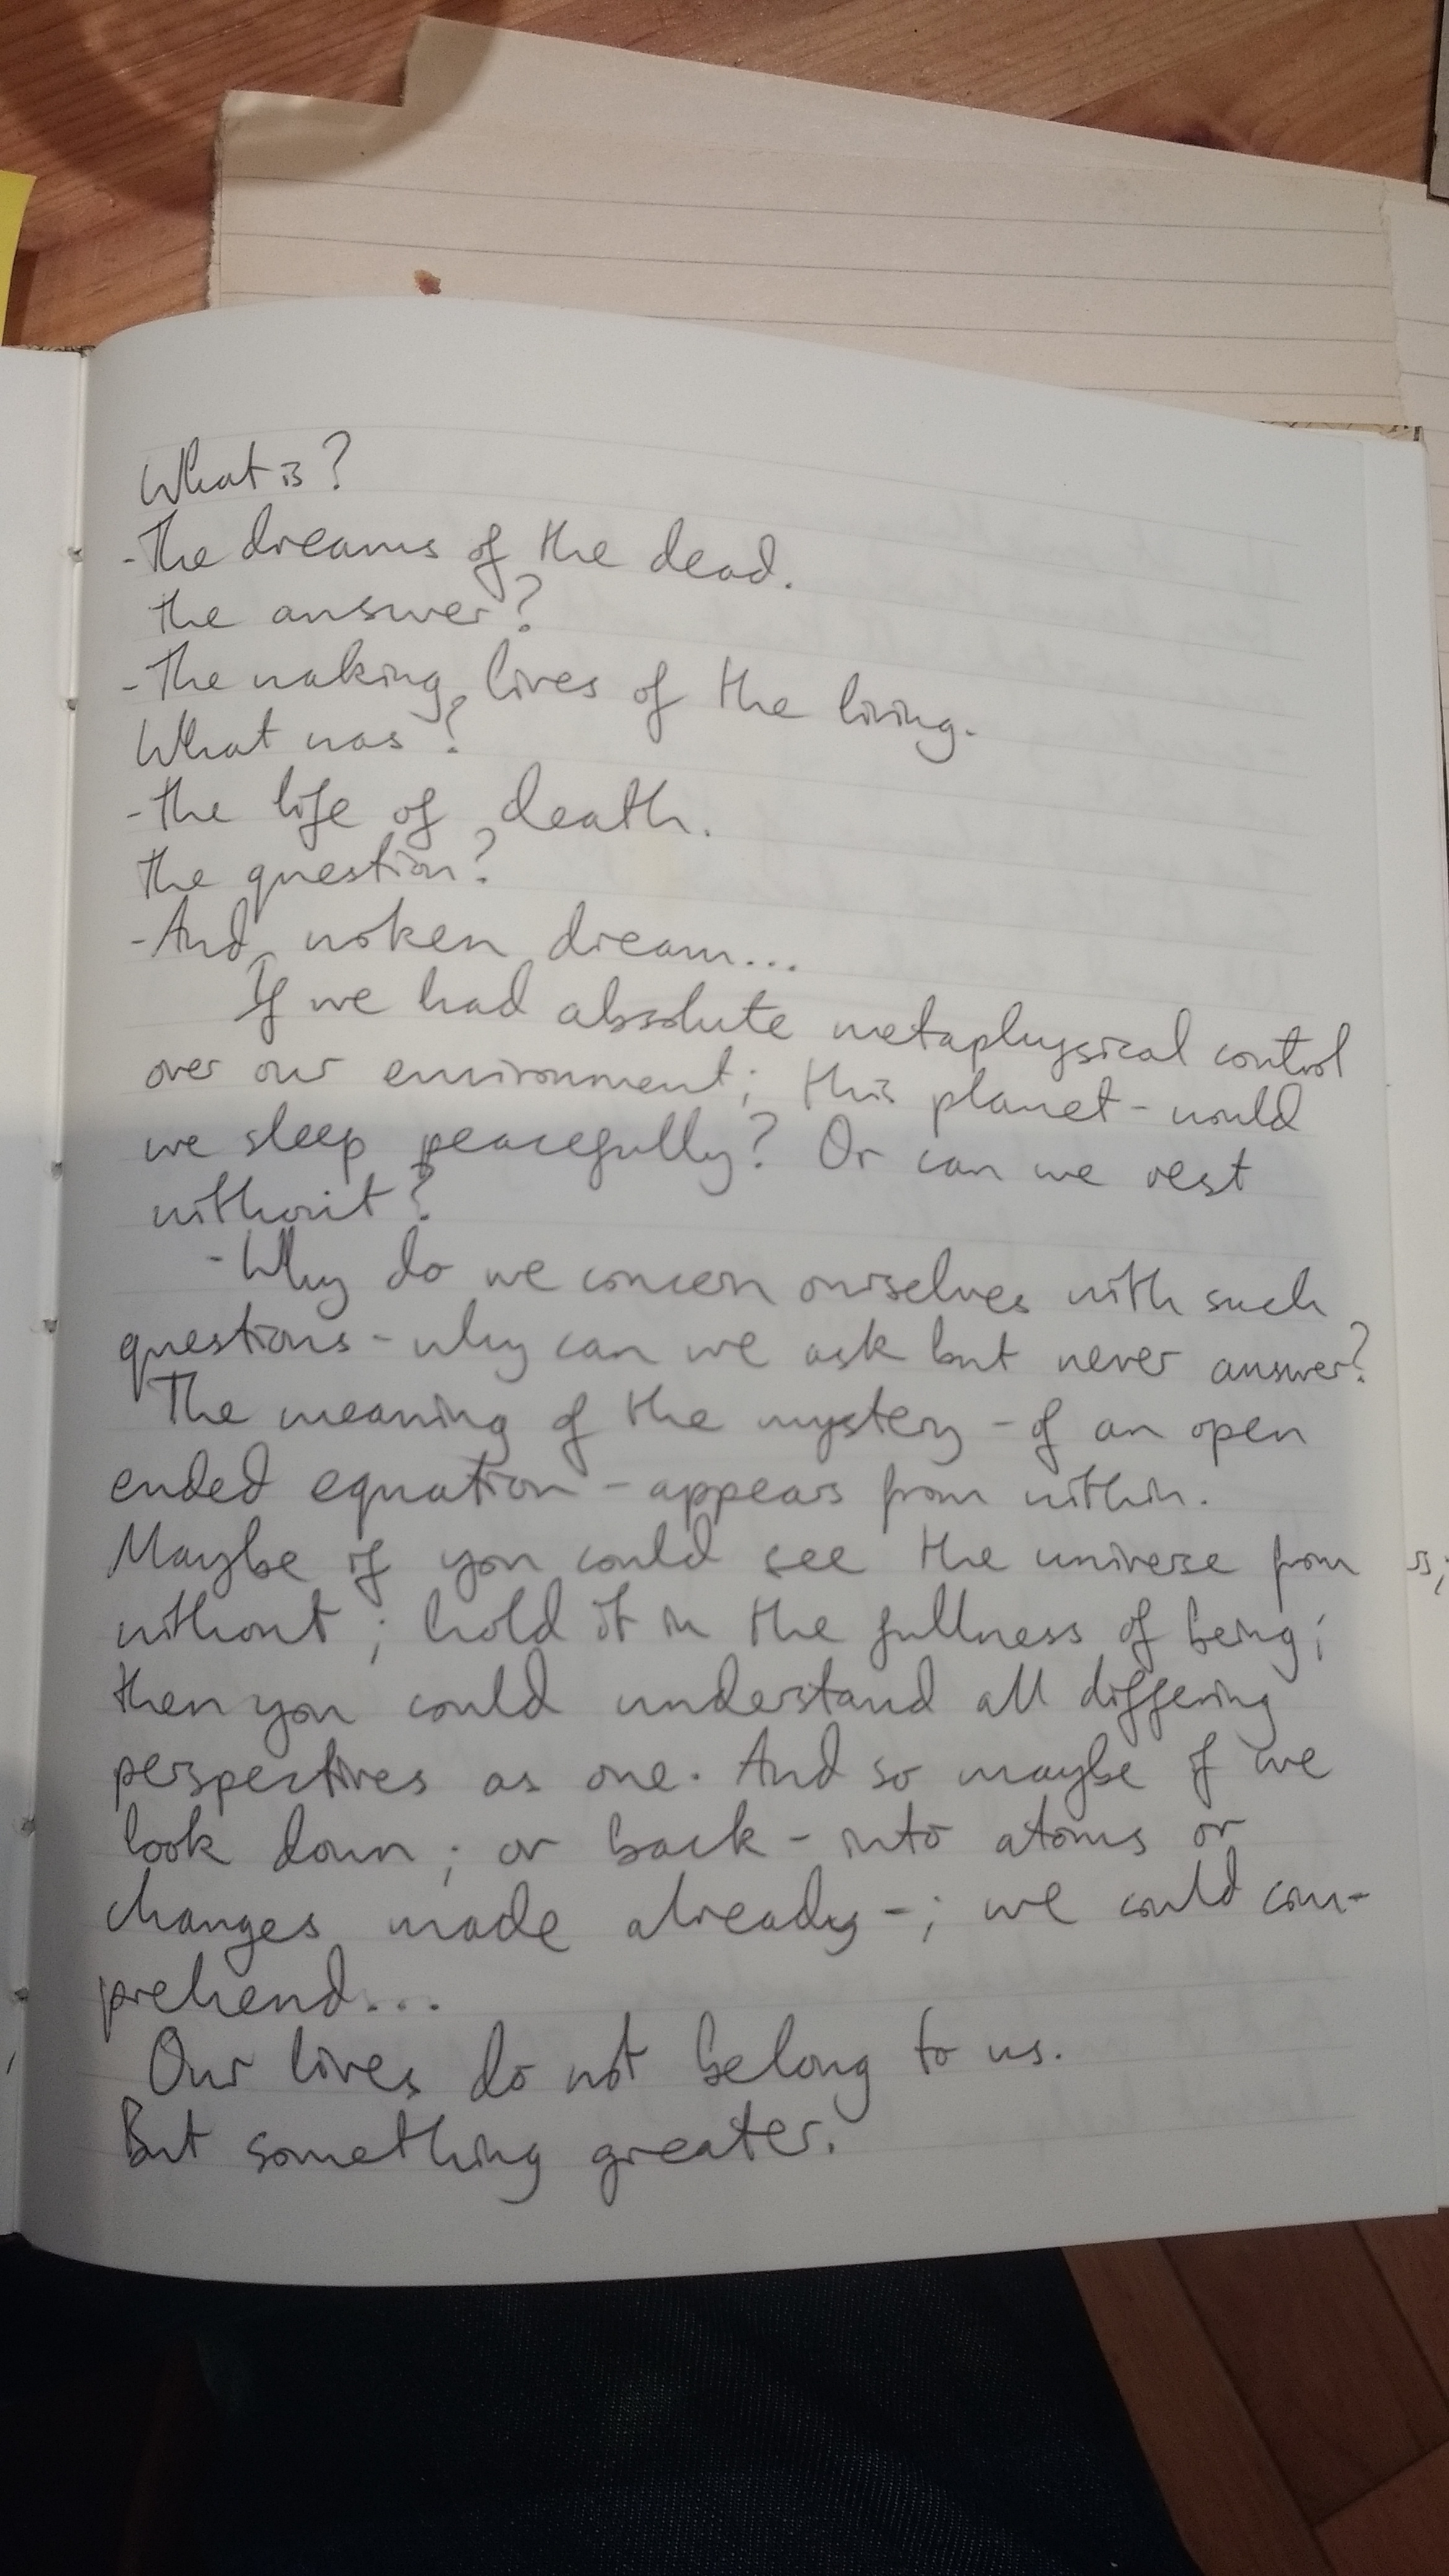 What is?
-The dreams of the dead.
the answer?
-The waking lives of the living.
What was?
-the life of death.
the question?
-And woken dream...
If we had absolute metaphysical control
over our environment; this planet - would
we sleep peacefully? Or can we rest
without?
-Why do we concern ourselves with such
questions - why can we ask but never answer?
The meaning of the mystery - of an open
ended equation - appears from within.
Maybe if you could see the universe from
without; hold it in the fullness of being;
then you could understand all differing
perspectives as one. And so maybe if we
look down; or back - into atoms or
changes made already -; we could com-
prehend...
Our lives do not belong to us.
But something greater.